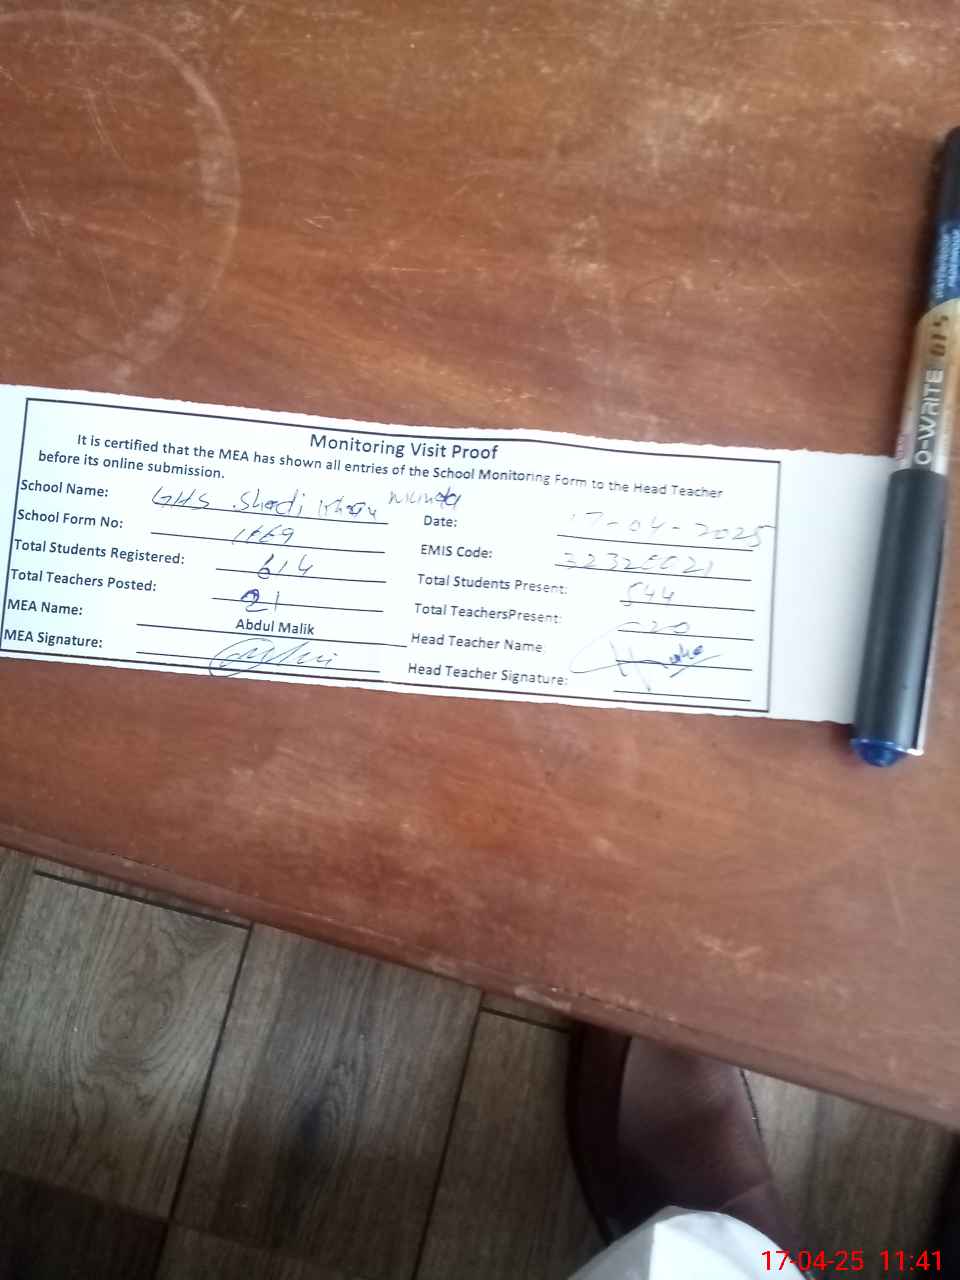 Monitoring Visit Proof
It is certified that the MEA has shown all entries of the School Monitoring Form to the Head Teacher
before its online submission.
School Name: GHS Shadi Khan Munda
Date: 17-04-2025
School Form No:
EMIS Code:
Total Students Registered: 614
Total Students Present: 544
Total Teachers Posted: 21
Total TeachersPresent: 20
MEA Name: Abdul Malik
Head Teacher Name
MEA Signature:
Head Teacher Signature:
O-WRITE
17-04-25 11:41